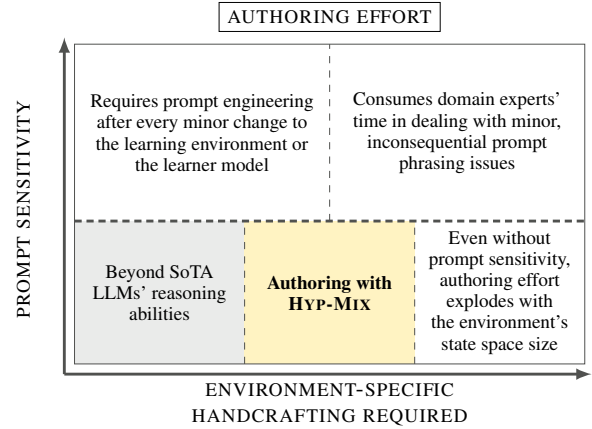 AUTHORING EFFORT
PROMPT SENSITIVITY
Requires prompt engineering
after every minor change to
the learning environment or
the learner model
Consumes domain experts'
time in dealing with minor,
inconsequential prompt
phrasing issues
Beyond SoTA
LLMs' reasoning
abilities
Authoring with
HYP-MIX
Even without
prompt sensitivity,
authoring effort
explodes with
the environment's
state space size
ENVIRONMENT-SPECIFIC
HANDCRAFTING REQUIRED